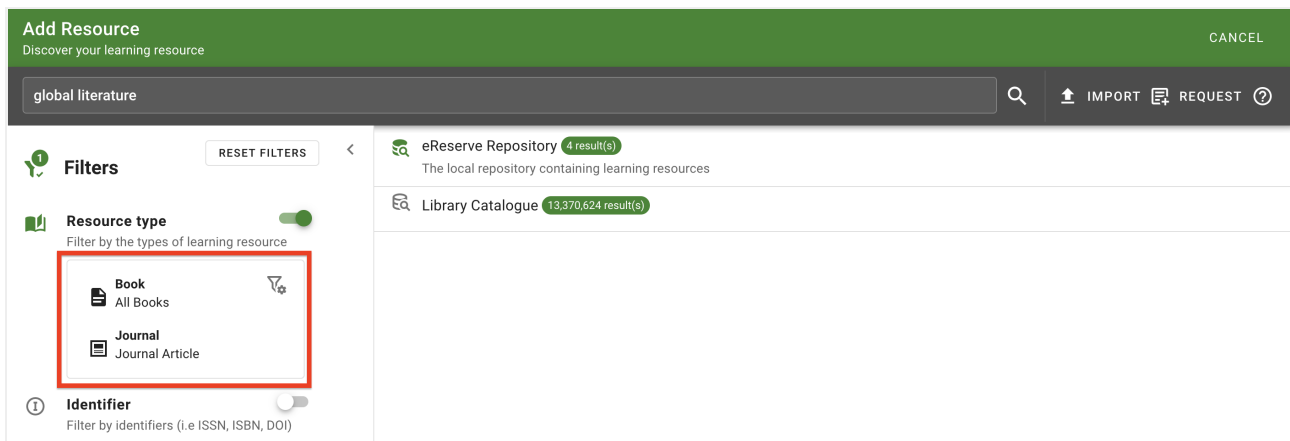 Add Resource
Discover your learning resource
CANCEL
global literature
IMPORT
REQUEST
1
Filters
RESET FILTERS
eReserve Repository 4 result(s)
The local repository containing learning resources
Library Catalogue 13,370,624 result(s)
Resource type
Filter by the types of learning resource
Book
All Books
Journal
Journal Article
Identifier
Filter by identifiers (i.e ISSN, ISBN, DOI)